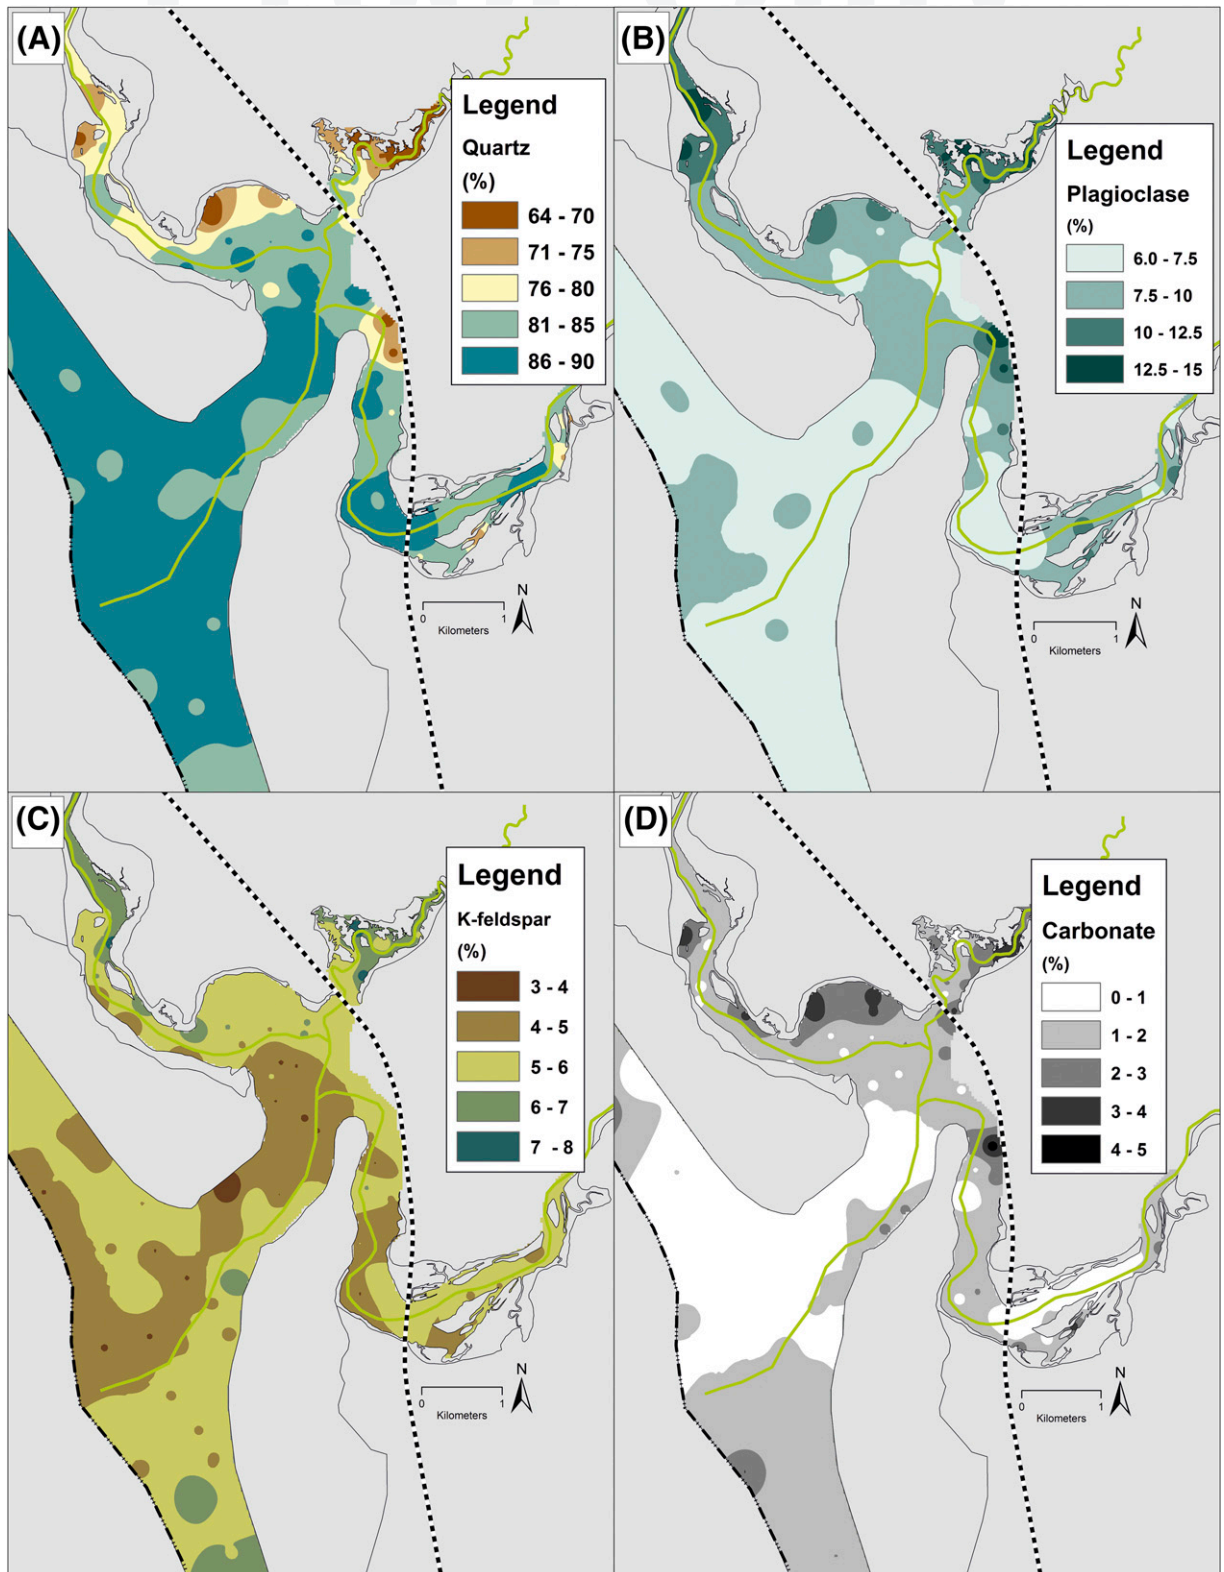 (A)
Legend
Quartz
(%)
64 - 70
71 - 75
76 - 80
81 - 85
86 - 90
N
0 1
Kilometers
(B)
Legend
Plagioclase
(%)
6.0 - 7.5
7.5 - 10
10 - 12.5
12.5 - 15
N
0 1
Kilometers
(C)
Legend
K-feldspar
(%)
3 - 4
4 - 5
5 - 6
6 - 7
7 - 8
N
0 1
Kilometers
(D)
Legend
Carbonate
(%)
0 - 1
1 - 2
2 - 3
3 - 4
4 - 5
N
0 1
Kilometers